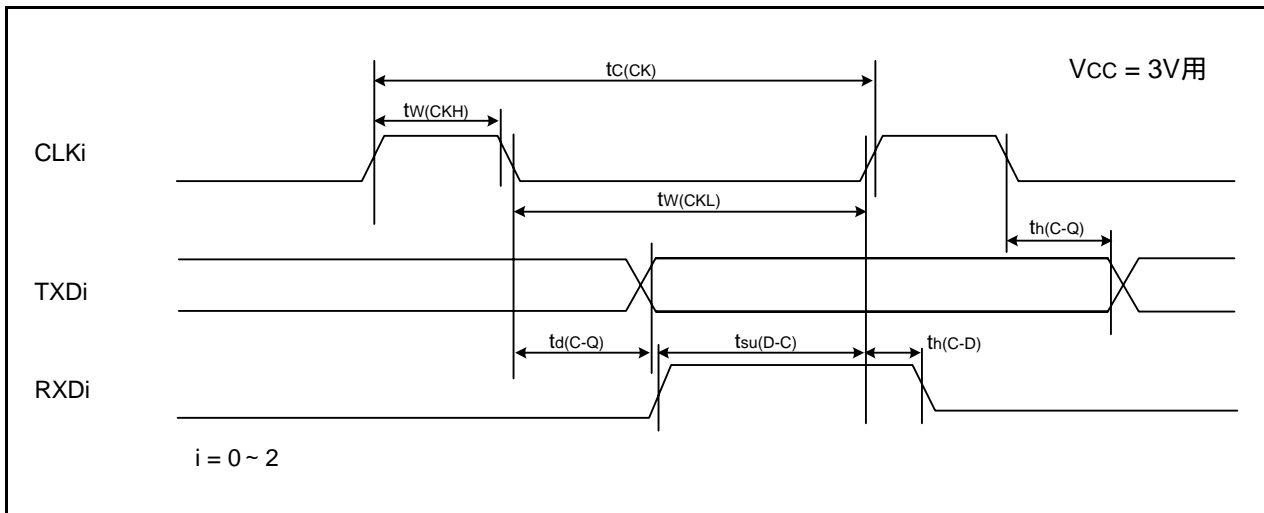 tC(CK)
VCC = 3V用
tW(CKH)
CLKi
tW(CKL)
th(C-Q)
TXDi
td(C-Q)
tsu(D-C)
th(C-D)
RXDi
i = 0 ~ 2